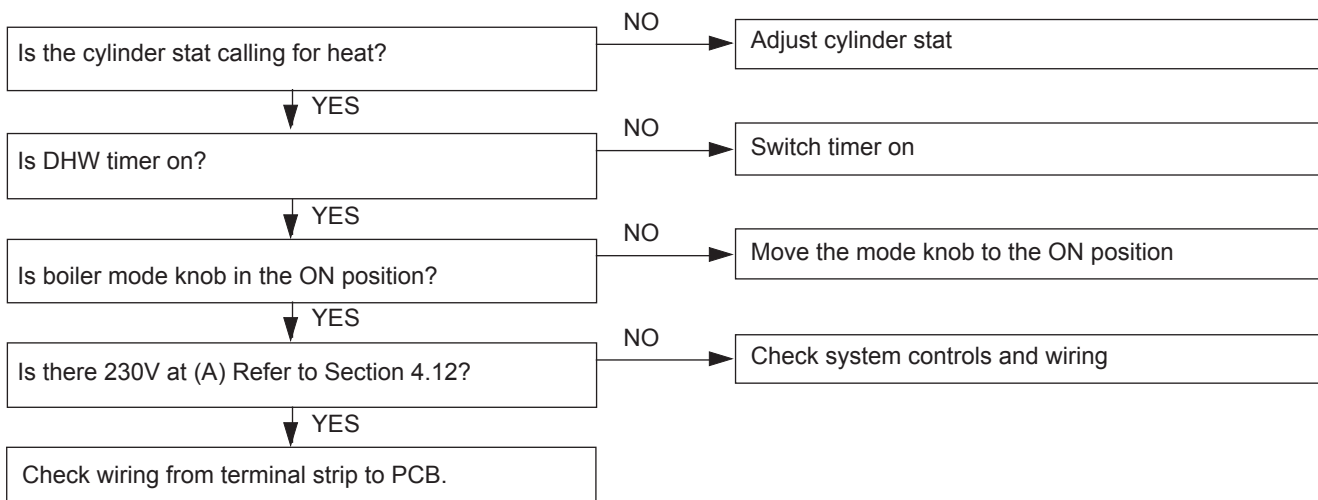 Is the cylinder stat calling for heat?
NO
Adjust cylinder stat
YES
Is DHW timer on?
NO
Switch timer on
YES
Is boiler mode knob in the ON position?
NO
Move the mode knob to the ON position
YES
Is there 230V at (A) Refer to Section 4.12?
NO
Check system controls and wiring
YES
Check wiring from terminal strip to PCB.